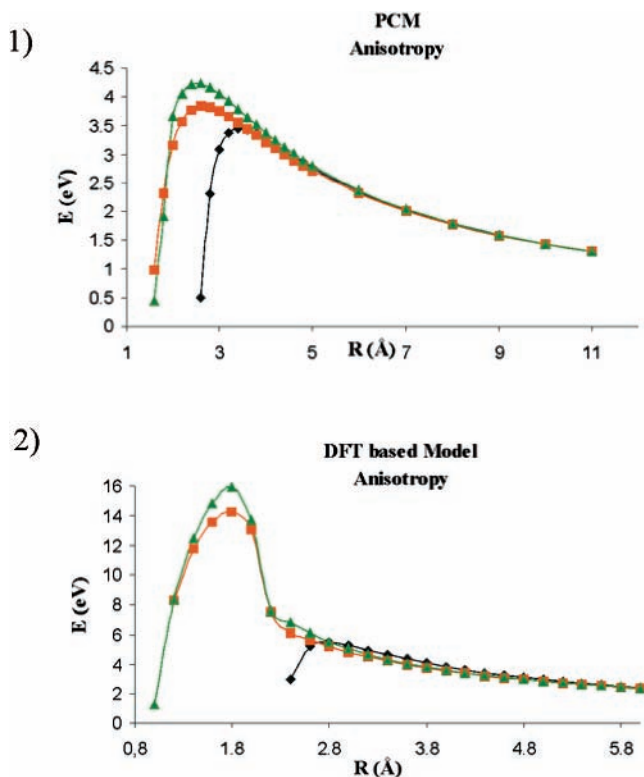 1)
PCM
Anisotropy
E (eV)
4.5
4
3.5
3
2.5
2
1.5
1
0.5
0
1 3 5 7 9 11
R (Å)
2)
DFT based Model
Anisotropy
E (eV)
16
14
12
10
8
6
4
2
0
0,8 1.8 2.8 3.8 4.8 5.8
R (Å)